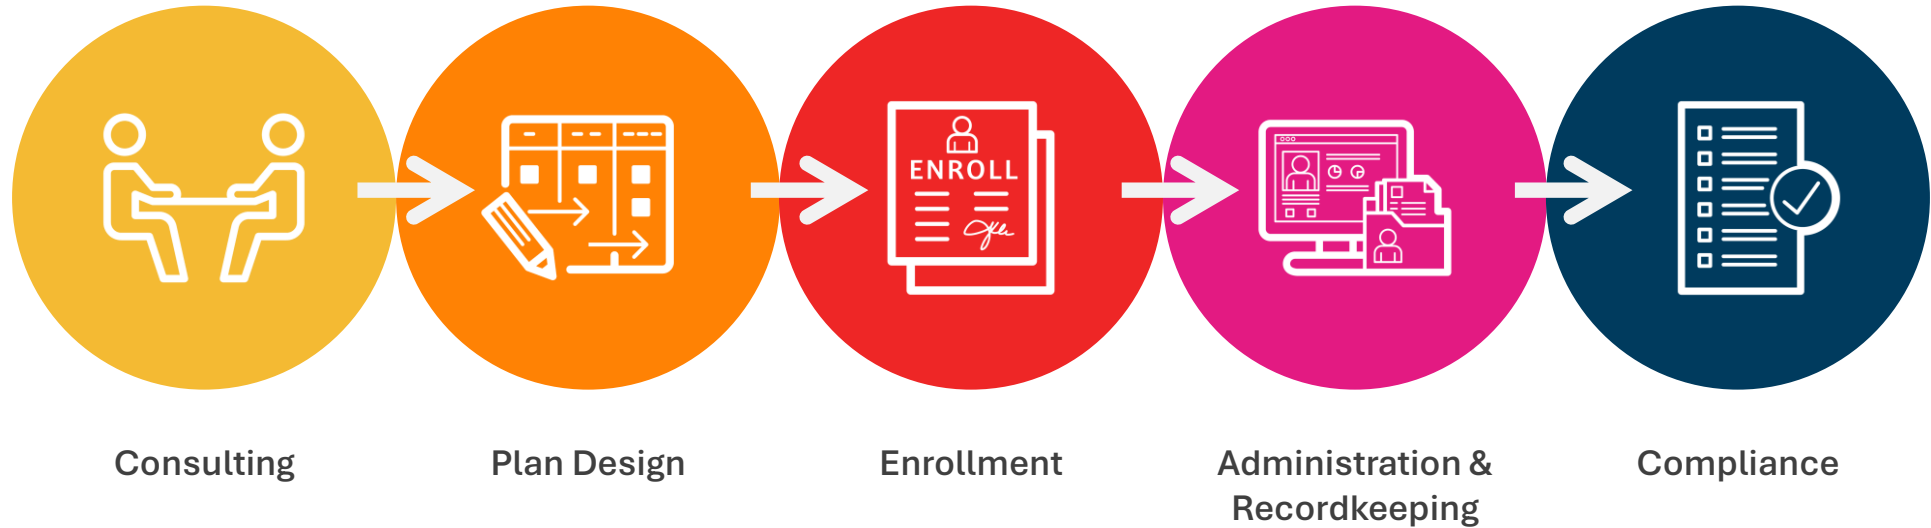 ENROLL
Consulting
Plan Design
Enrollment
Administration &
Recordkeeping
Compliance